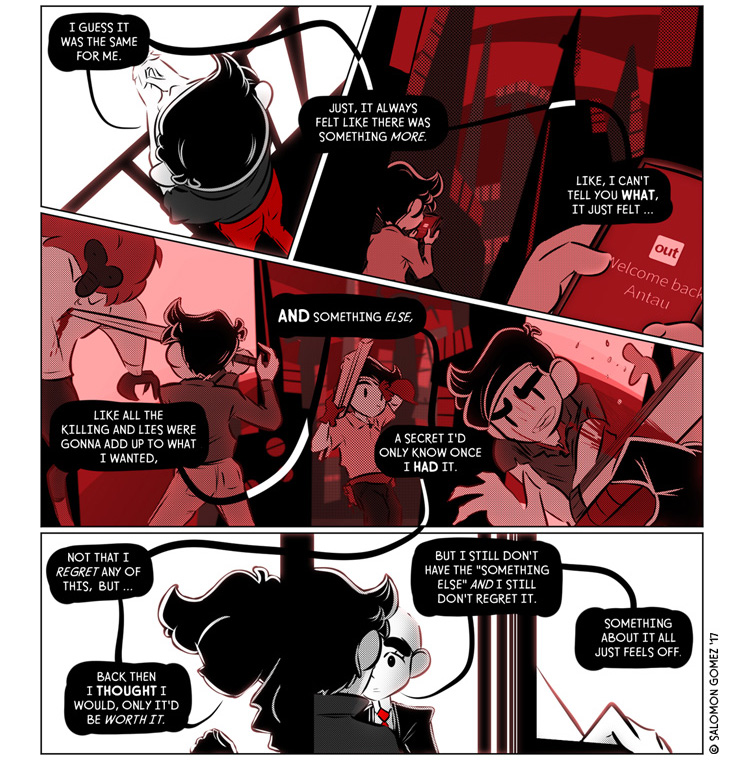 I GUESS IT
WAS THE SAME
FOR ME.
JUST, IT ALWAYS
FELT LIKE THERE WAS
SOMETHING MORE.
LIKE, I CAN'T
TELL YOU WHAT,
IT JUST FELT ...
out
Welcome back
Antau
LIKE ALL THE
KILLING AND LIES WERE
GONNA ADD UP TO WHAT
I WANTED,
AND SOMETHING ELSE,
A SECRET I'D
ONLY KNOW ONCE
I HAD IT.
NOT THAT I
REGRET ANY OF
THIS, BUT ...
BACK THEN
I THOUGHT I
WOULD, ONLY IT'D
BE WORTH IT.
BUT I STILL DON'T
HAVE THE "SOMETHING
ELSE" AND I STILL
DON'T REGRET IT.
SOMETHING
ABOUT IT ALL
JUST FEELS OFF.
© SALOMON GOMEZ '17